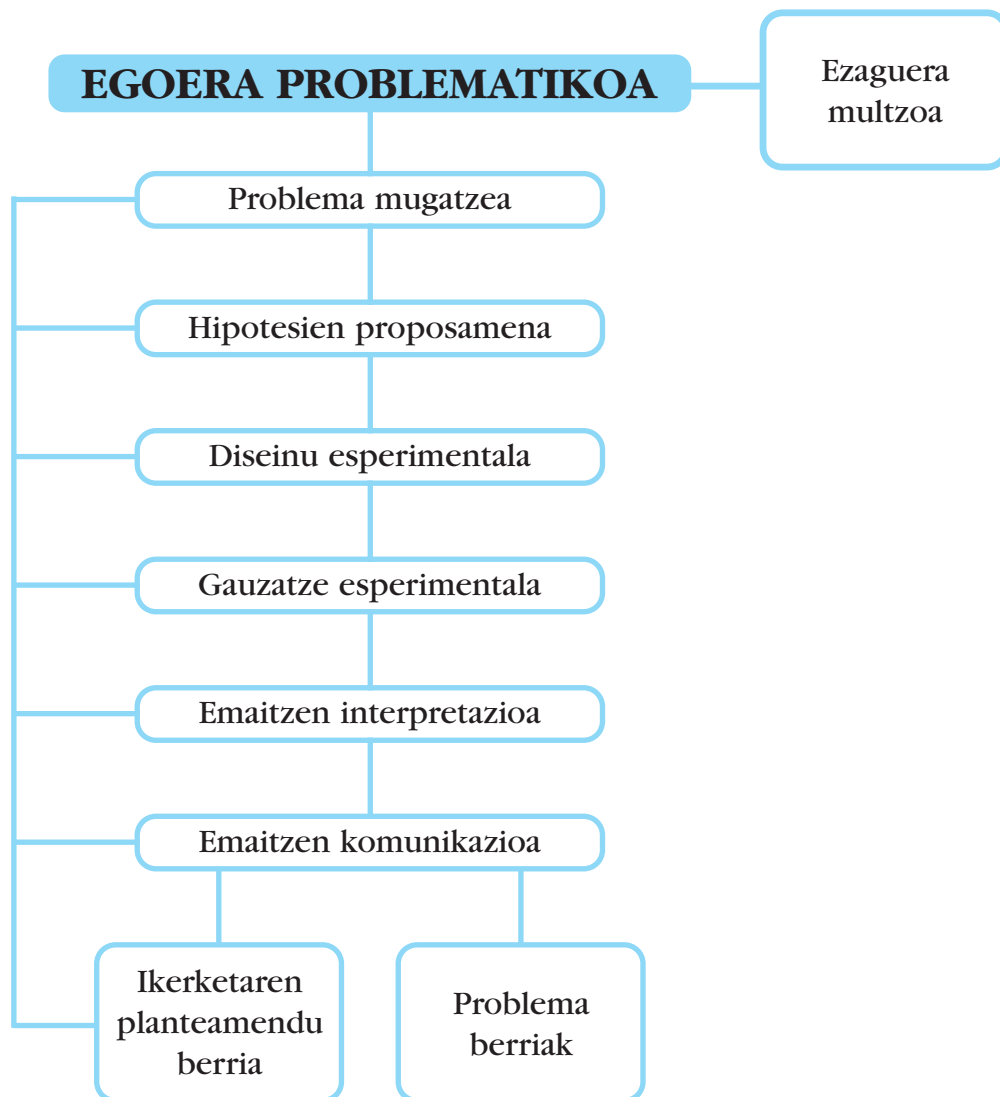 EGOERA PROBLEMATIKOA
Ezaguera
multzoa
Problema mugatzea
Hipotesien proposamena
Diseinu esperimentala
Gauzatze esperimentala
Emaitzen interpretazioa
Emaitzen komunikazioa
Ikerketaren
planteamendu
berria
Problema
berriak